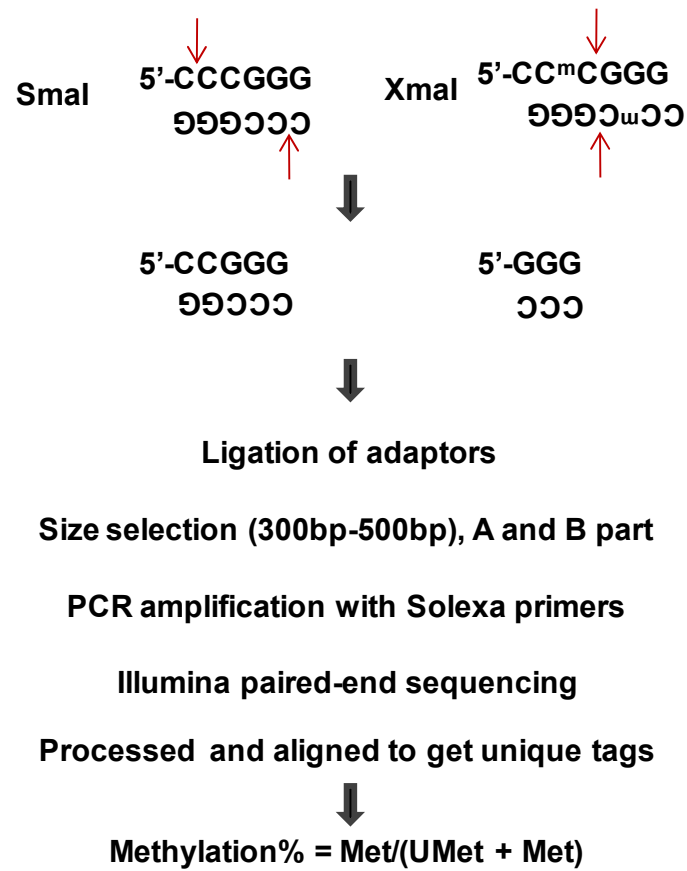 SmaI 5'-CCCGGG
GGGCCC
XmaI 5'-CCᵐCGGG
GGGCmCC
5'-CCGGG
GGCCC
5'-GGG
CCC
Ligation of adaptors
Size selection (300bp-500bp), A and B part
PCR amplification with Solexa primers
Illumina paired-end sequencing
Processed and aligned to get unique tags
Methylation% = Met/(UMet + Met)